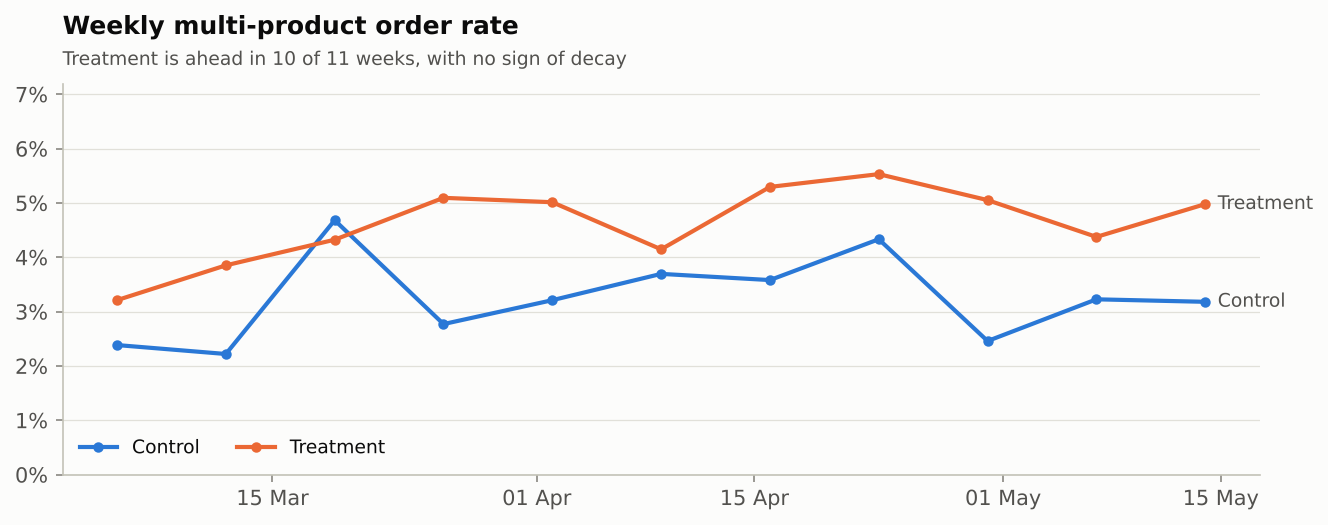 Weekly multi-product order rate
Treatment is ahead in 10 of 11 weeks, with no sign of decay
7%
6%
5%
4%
3%
2%
1%
0%
Treatment
Control
Control Treatment
15 Mar 01 Apr 15 Apr 01 May 15 May